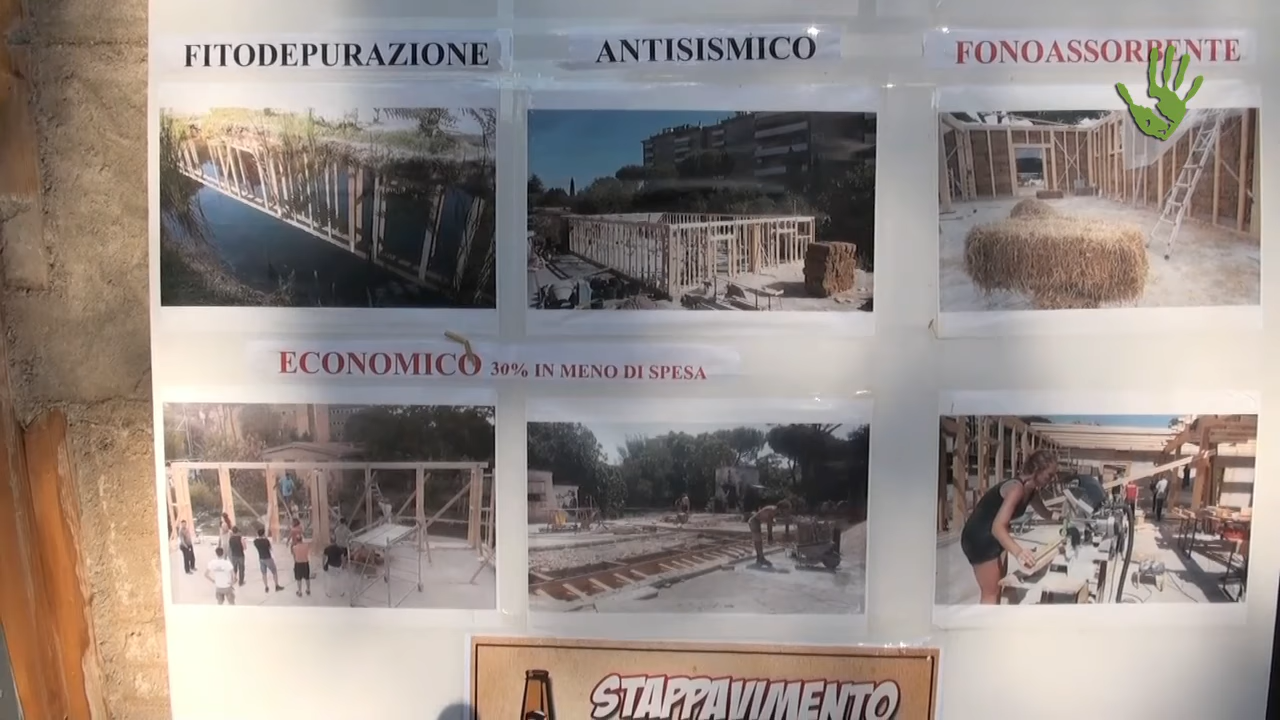 FITODEPURAZIONE
ANTISISMICO
FONOASSORBENTE
ECONOMICO 30% IN MENO DI SPESA
STAPPAVIMENTO